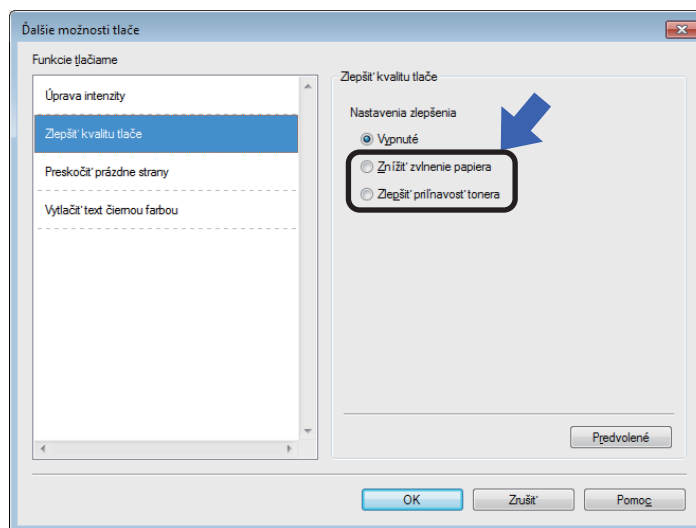 Ďalšie možnosti tlače
Funkcie tlačiarne
Úprava intenzity
Zlepšiť kvalitu tlače
Preskočiť prázdne strany
Vytlačiť text čiernou farbou
Zlepšiť kvalitu tlače
Nastavenia zlepšenia
Vypnuté
Znížiť zvlnenie papiera
Zlepšiť priľnavosť tonera
Predvolené
OK
Zrušiť
Pomoc